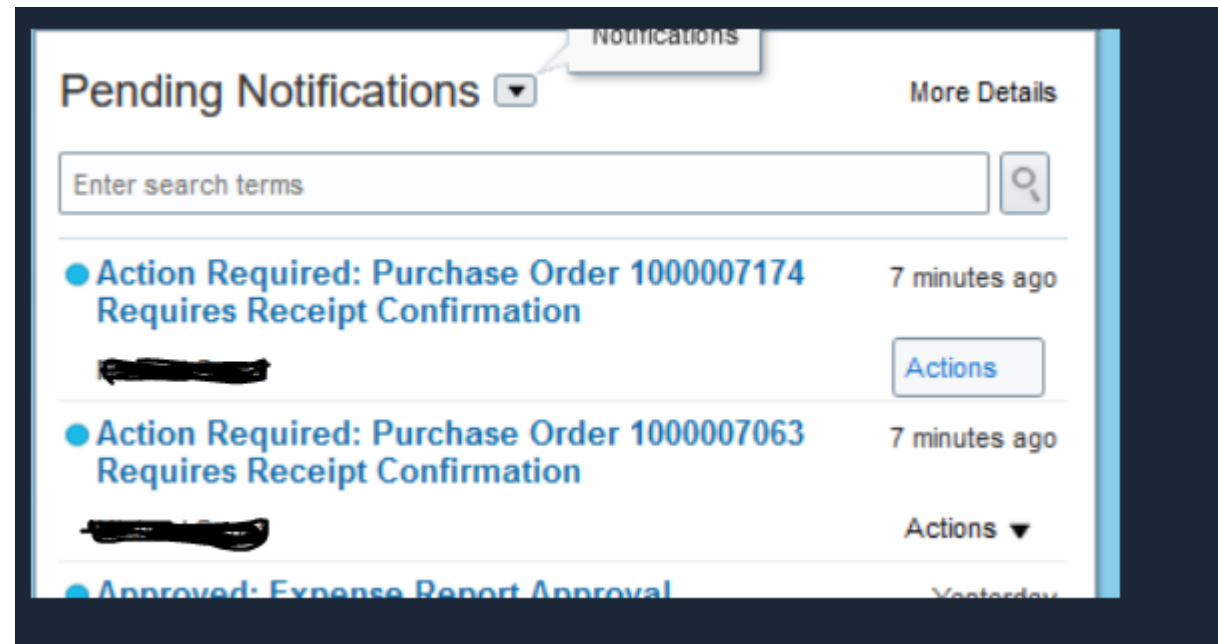 Notifications
Pending Notifications
More Details
Enter search terms
Action Required: Purchase Order 1000007174
7 minutes ago
Requires Receipt Confirmation
Actions
Action Required: Purchase Order 1000007063
7 minutes ago
Requires Receipt Confirmation
Actions
Approved: Expense Report Approval
Yesterday